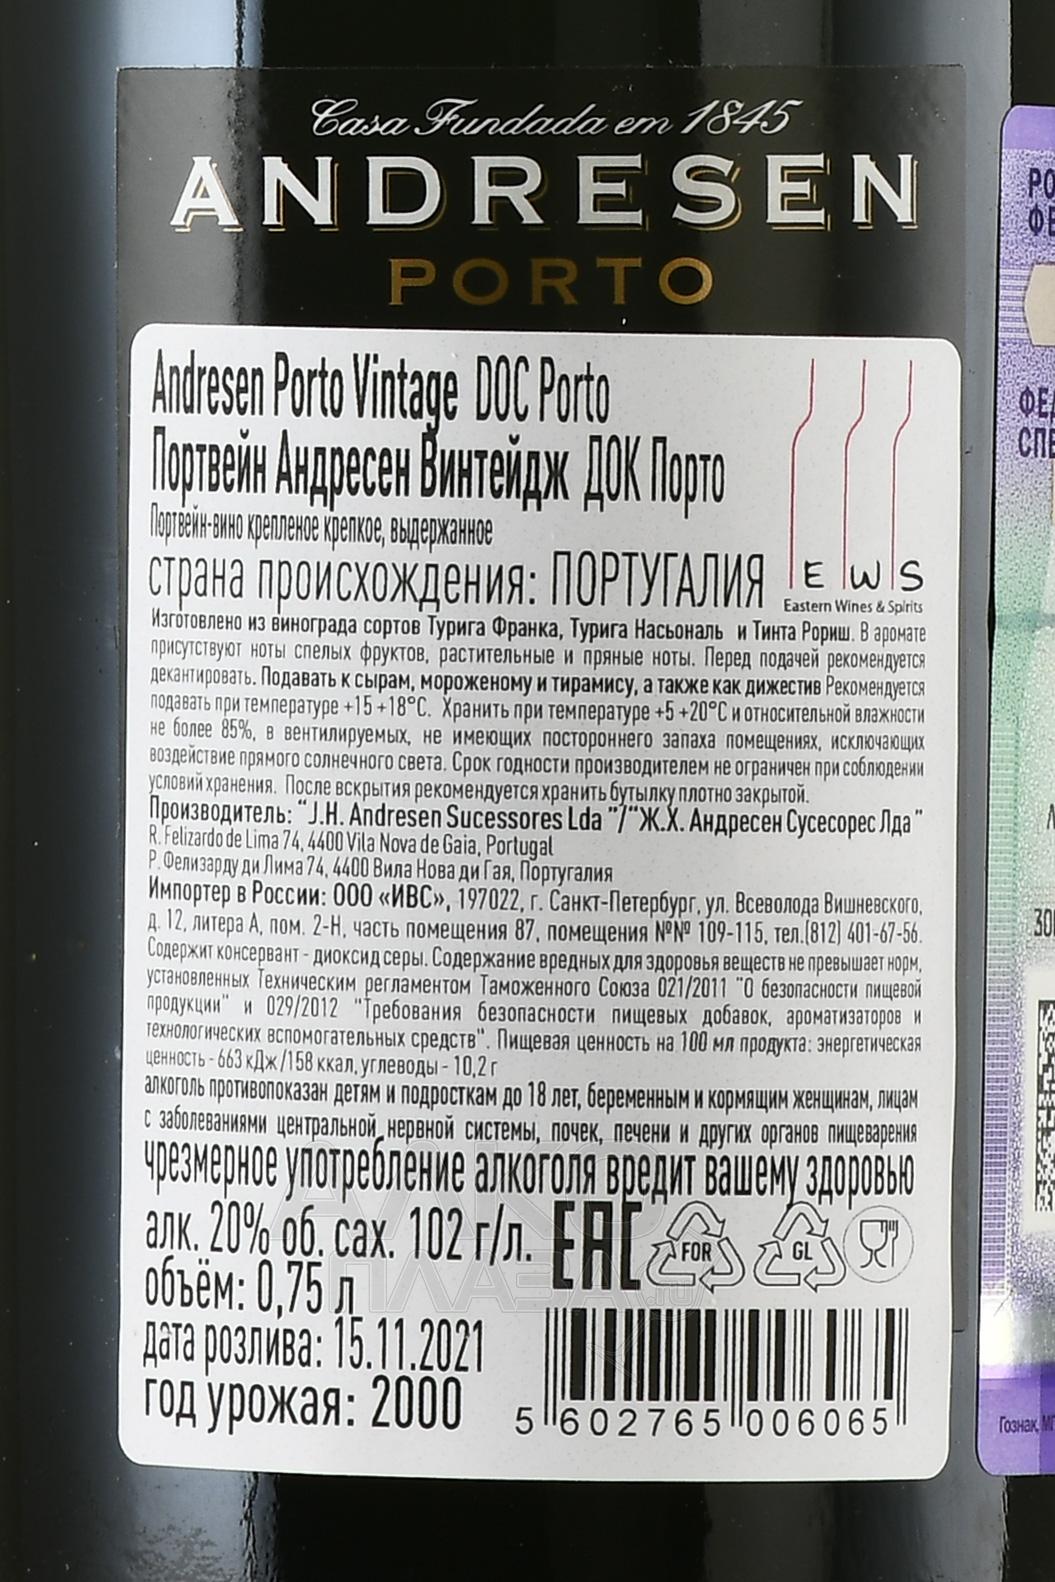 Casa Fundada em 1845
ANDRESEN
PORTO
Andresen Porto Vintage DOC Porto
Портвейн Андресен Винтейдж ДОК Порто
Портвейн-вино крепленое крепкое, выдержанное
страна происхождения: ПОРТУГАЛИЯ
E W S
Eastern Wines & Spirits
Изготовлено из винограда сортов Турига Франка, Турига Насьональ и Тинта Рориш. В аромате
присутствуют ноты спелых фруктов, растительные и пряные ноты. Перед подачей рекомендуется
декантировать. Подавать к сырам, мороженому и тирамису, а также как дижестив Рекомендуется
подавать при температуре +15 +18°С. Хранить при температуре +5 +20°С и относительной влажности
не более 85%, в вентилируемых, не имеющих постороннего запаха помещениях, исключающих
воздействие прямого солнечного света. Срок годности производителем не ограничен при соблюдении
условий хранения. После вскрытия рекомендуется хранить бутылку плотно закрытой.
Производитель: "J.H. Andresen Sucessores Lda "/"Ж.Х. Андресен Сусесорес Лда"
R. Felizardo de Lima 74, 4400 Vila Nova de Gaia, Portugal
Р. Фелизарду ди Лима 74, 4400 Вила Нова ди Гая, Португалия
Импортер в России: ООО «ИВС», 197022, г. Санкт-Петербург, ул. Всеволода Вишневского,
д. 12, литера А, пом. 2-Н, часть помещения 87, помещения №№ 109-115, тел.(812) 401-67-56.
Содержит консервант - диоксид серы. Содержание вредных для здоровья веществ не превышает норм,
установленных Техническим регламентом Таможенного Союза 021/2011 "О безопасности пищевой
продукции" и 029/2012 "Требования безопасности пищевых добавок, ароматизаторов и
технологических вспомогательных средств". Пищевая ценность на 100 мл продукта: энергетическая
ценность - 663 кДж/158 ккал, углеводы - 10,2 г
алкоголь противопоказан детям и подросткам до 18 лет, беременным и кормящим женщинам, лицам
с заболеваниями центральной нервной системы, почек, печени и других органов пищеварения
чрезмерное употребление алкоголя вредит вашему здоровью
алк. 20% об. сах. 102 г/л. EAC FOR GL
объём: 0,75 л
дата розлива: 15.11.2021
год урожая: 2000
5 602765 006065
АЛКО
ПЛАЗА.ru
РО
ФЕ
ФЕД
СПЕ
Гознак, М